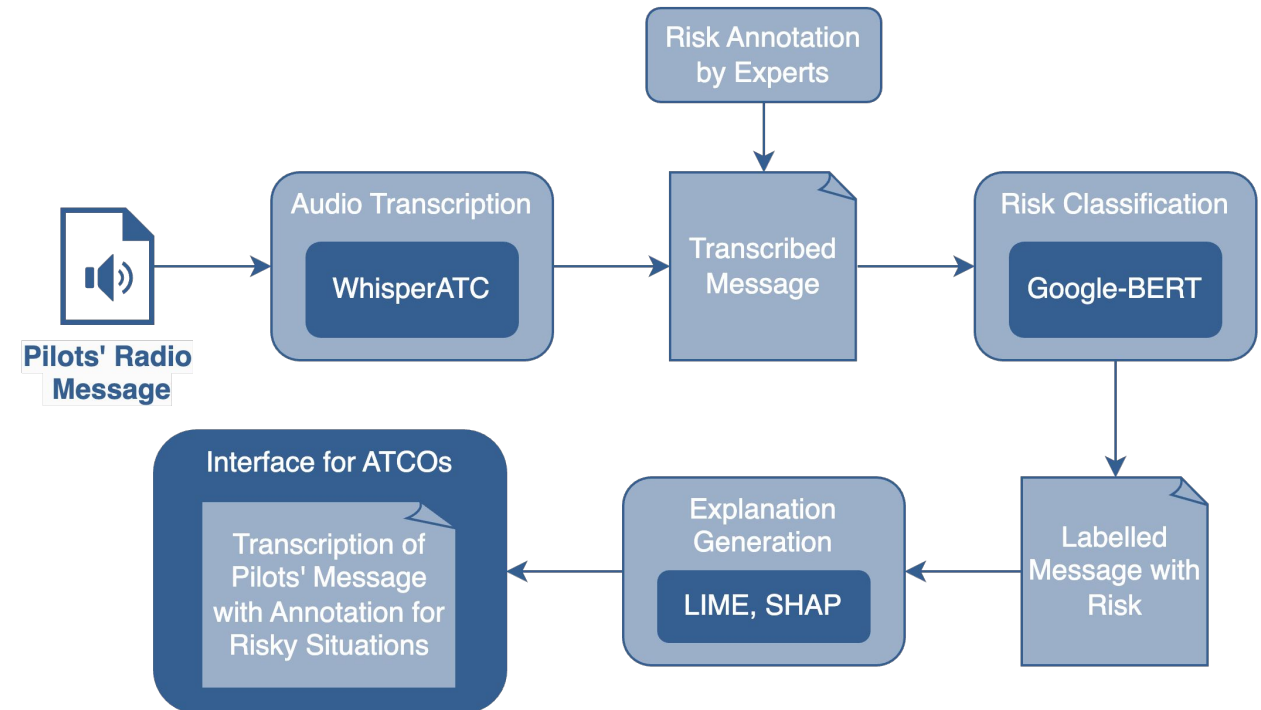 Risk Annotation
by Experts
Audio Transcription
WhisperATC
Transcribed
Message
Risk Classification
Google-BERT
Pilots' Radio
Message
Interface for ATCOs
Transcription of
Pilots' Message
with Annotation for
Risky Situations
Explanation
Generation
LIME, SHAP
Labelled
Message with
Risk